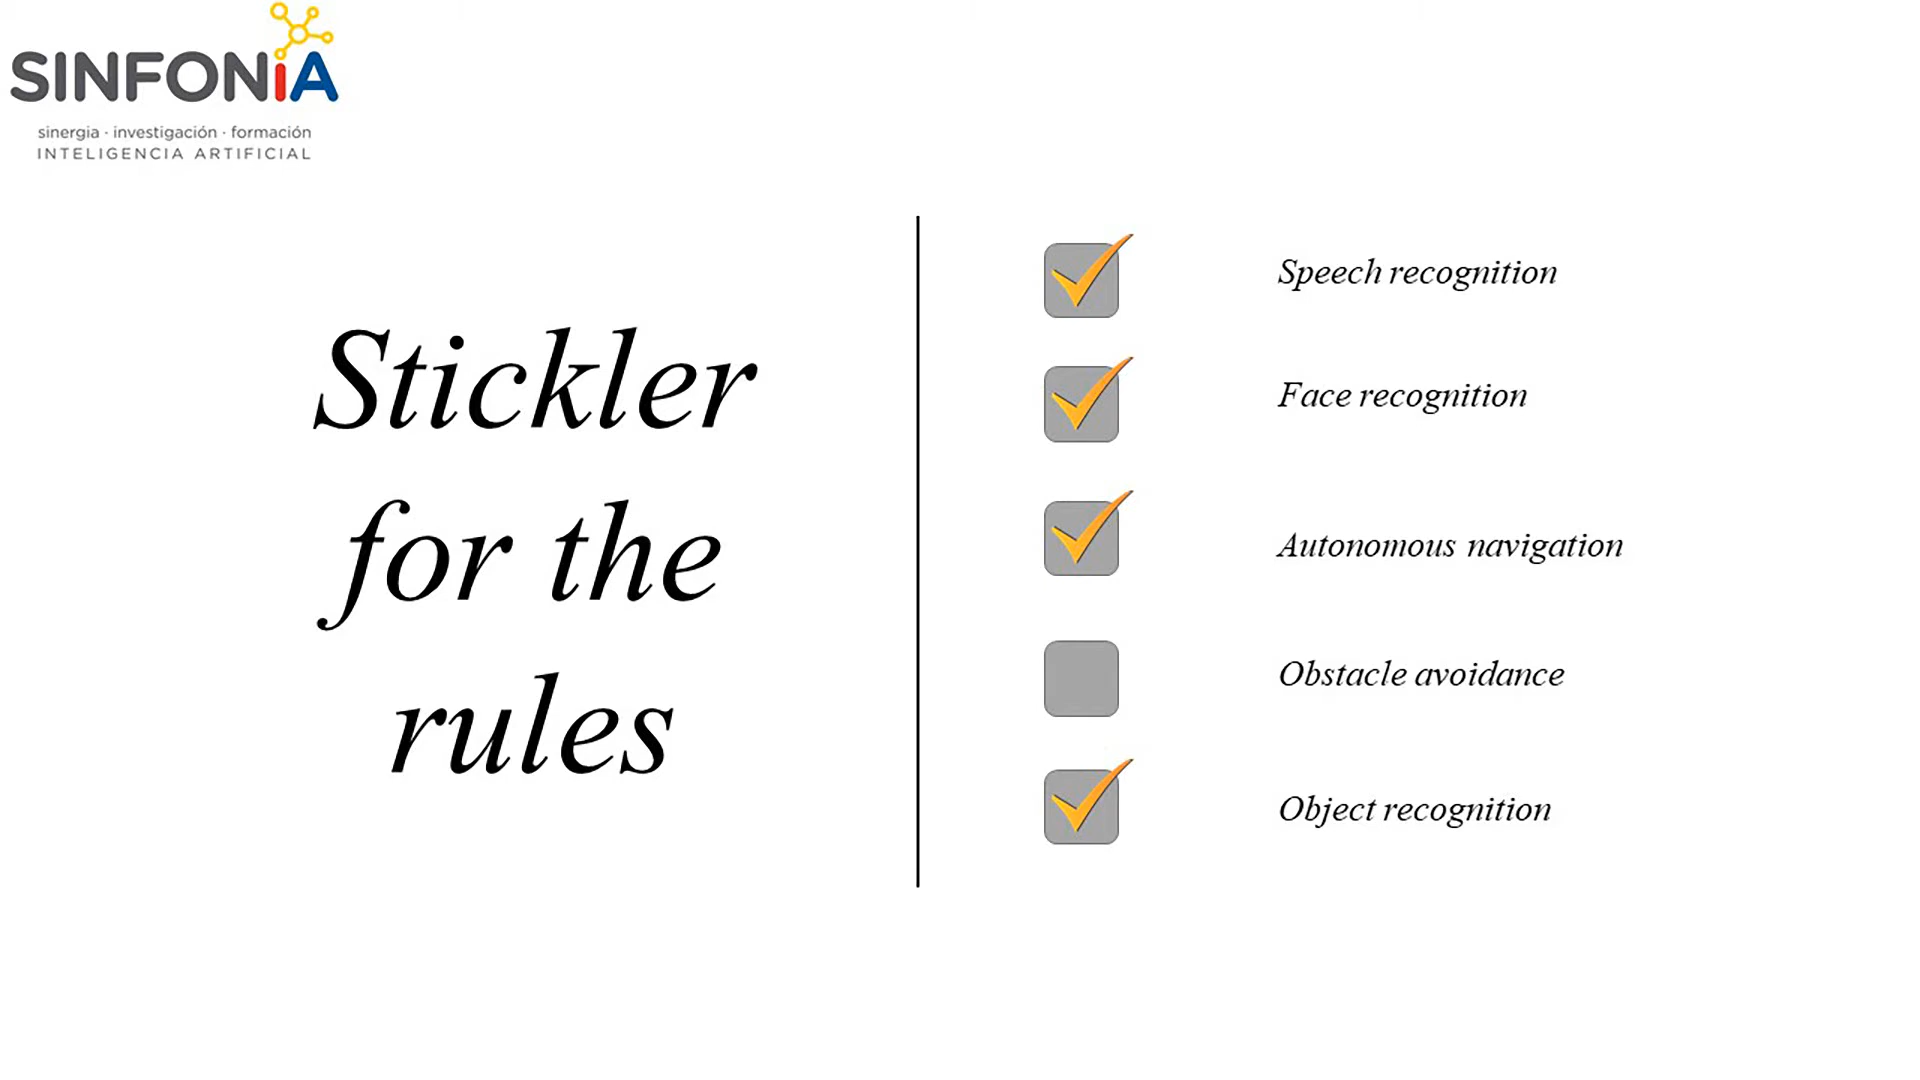 SINFONiA
sinergia · investigación · formación
INTELIGENCIA ARTIFICIAL
Stickler
for the
rules
Speech recognition
Face recognition
Autonomous navigation
Obstacle avoidance
Object recognition